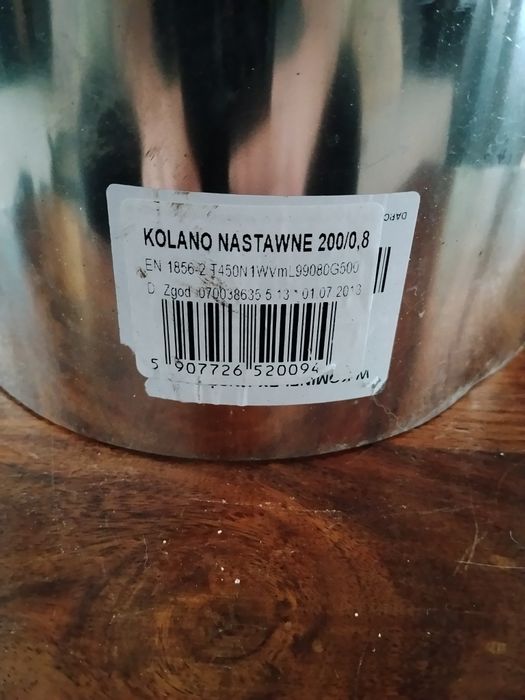 KOLANO NASTAWNE 200/0,8
EN 1856-2 T450N1WVmL99080G500
D. Zgod. 070038635 5 13 * 01.07.2013
5 907726 520094
DARC